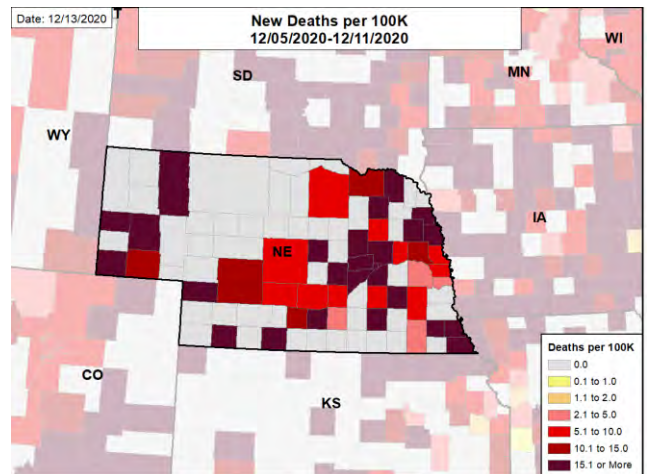 Date: 12/13/2020
New Deaths per 100K
12/05/2020-12/11/2020
T
WI
MN
SD
WY
IA
NE
CO
KS
Deaths per 100K
0.0
0.1 to 1.0
1.1 to 2.0
2.1 to 5.0
5.1 to 10.0
10.1 to 15.0
15.1 or More